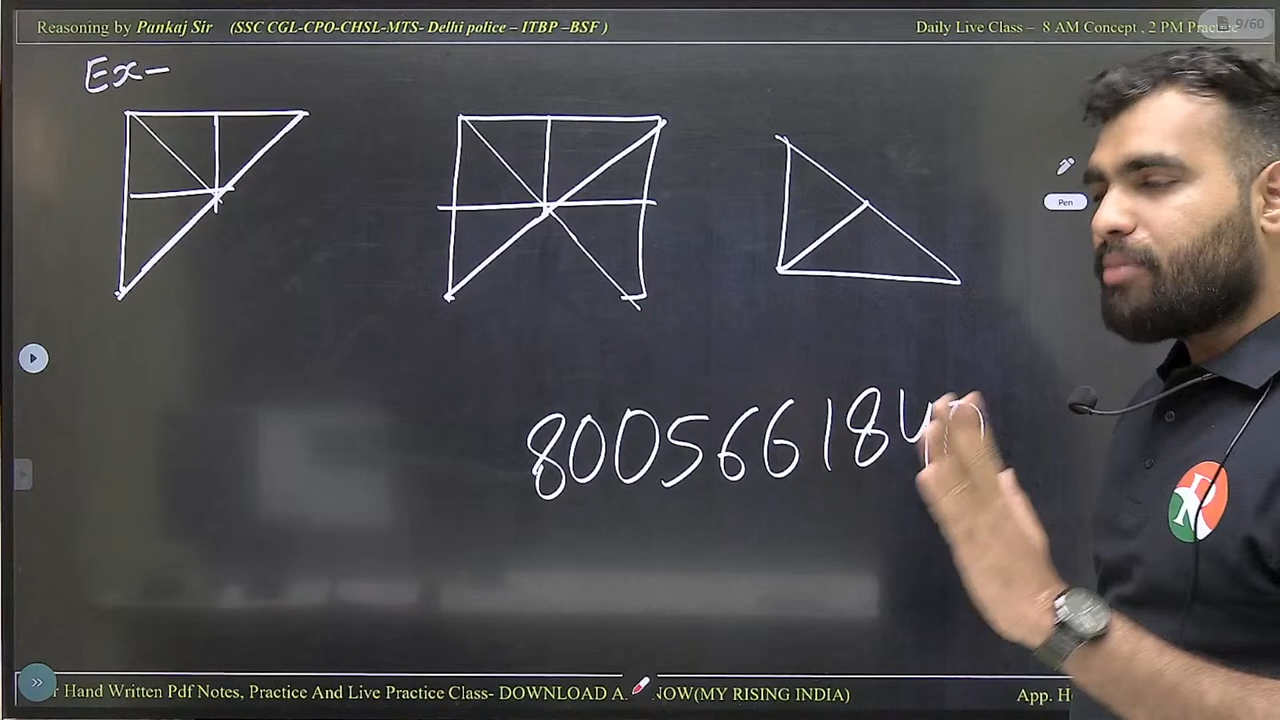 Reasoning by Pankaj Sir (SSC CGL-CPO-CHSL-MTS- Delhi police – ITBP –BSF )
Daily Live Class – 8 AM Concept , 2 PM Practice
9/60
Ex-
Pen
800566184
Hand Written Pdf Notes, Practice And Live Practice Class- DOWNLOAD NOW(MY RISING INDIA)
App.